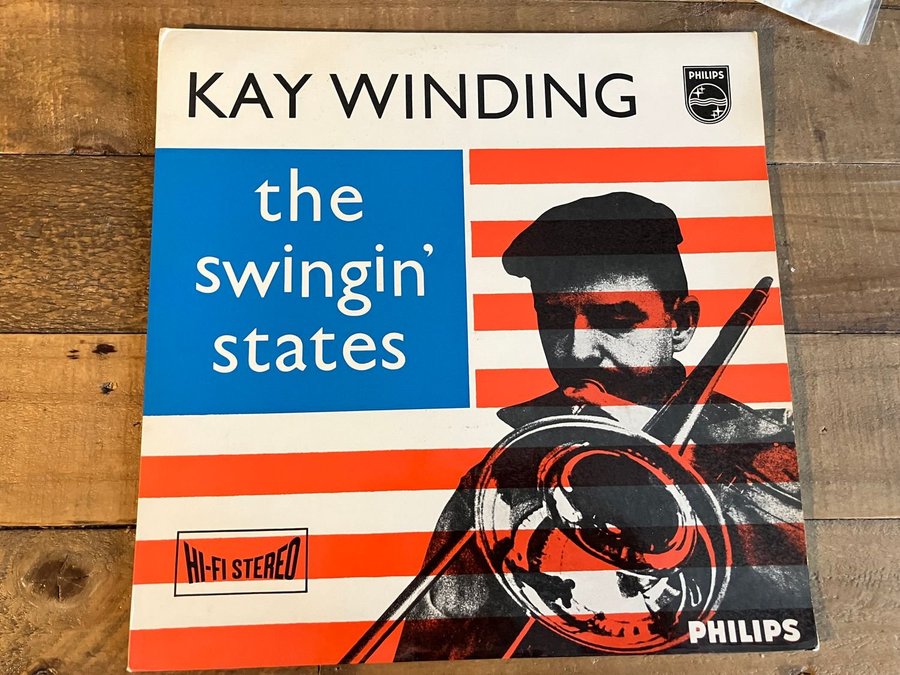 KAY WINDING
PHILIPS
the
swingin'
states
HI-FI STEREO
PHILIPS